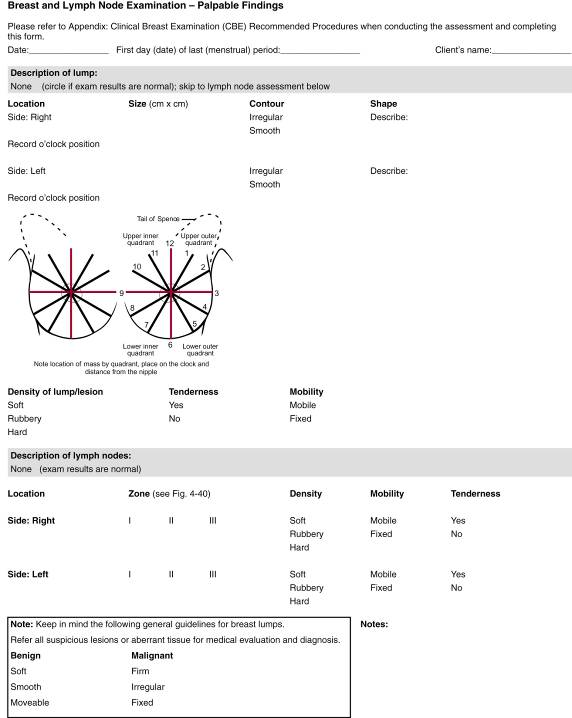 Breast and Lymph Node Examination – Palpable Findings
Please refer to Appendix: Clinical Breast Examination (CBE) Recommended Procedures when conducting the assessment and completing
this form.
Date:________________ First day (date) of last (menstrual) period:________________ Client's name:________________
Description of lump:
None (circle if exam results are normal); skip to lymph node assessment below
Location Size (cm x cm) Contour Shape
Side: Right Irregular Describe:
Smooth
Record o'clock position
Side: Left Irregular Describe:
Smooth
Record o'clock position
Tail of Spence
Upper inner quadrant
Upper outer quadrant
12
11 1
10 2
9 3
8 4
7 5
6
Lower inner quadrant
Lower outer quadrant
Note location of mass by quadrant, place on the clock and
distance from the nipple
Density of lump/lesion Tenderness Mobility
Soft Yes Mobile
Rubbery No Fixed
Hard
Description of lymph nodes:
None (exam results are normal)
Location Zone (see Fig. 4-40) Density Mobility Tenderness
Side: Right I II III Soft Mobile Yes
Rubbery Fixed No
Hard
Side: Left I II III Soft Mobile Yes
Rubbery Fixed No
Hard
Note: Keep in mind the following general guidelines for breast lumps. Notes:
Refer all suspicious lesions or aberrant tissue for medical evaluation and diagnosis.
Benign Malignant
Soft Firm
Smooth Irregular
Moveable Fixed